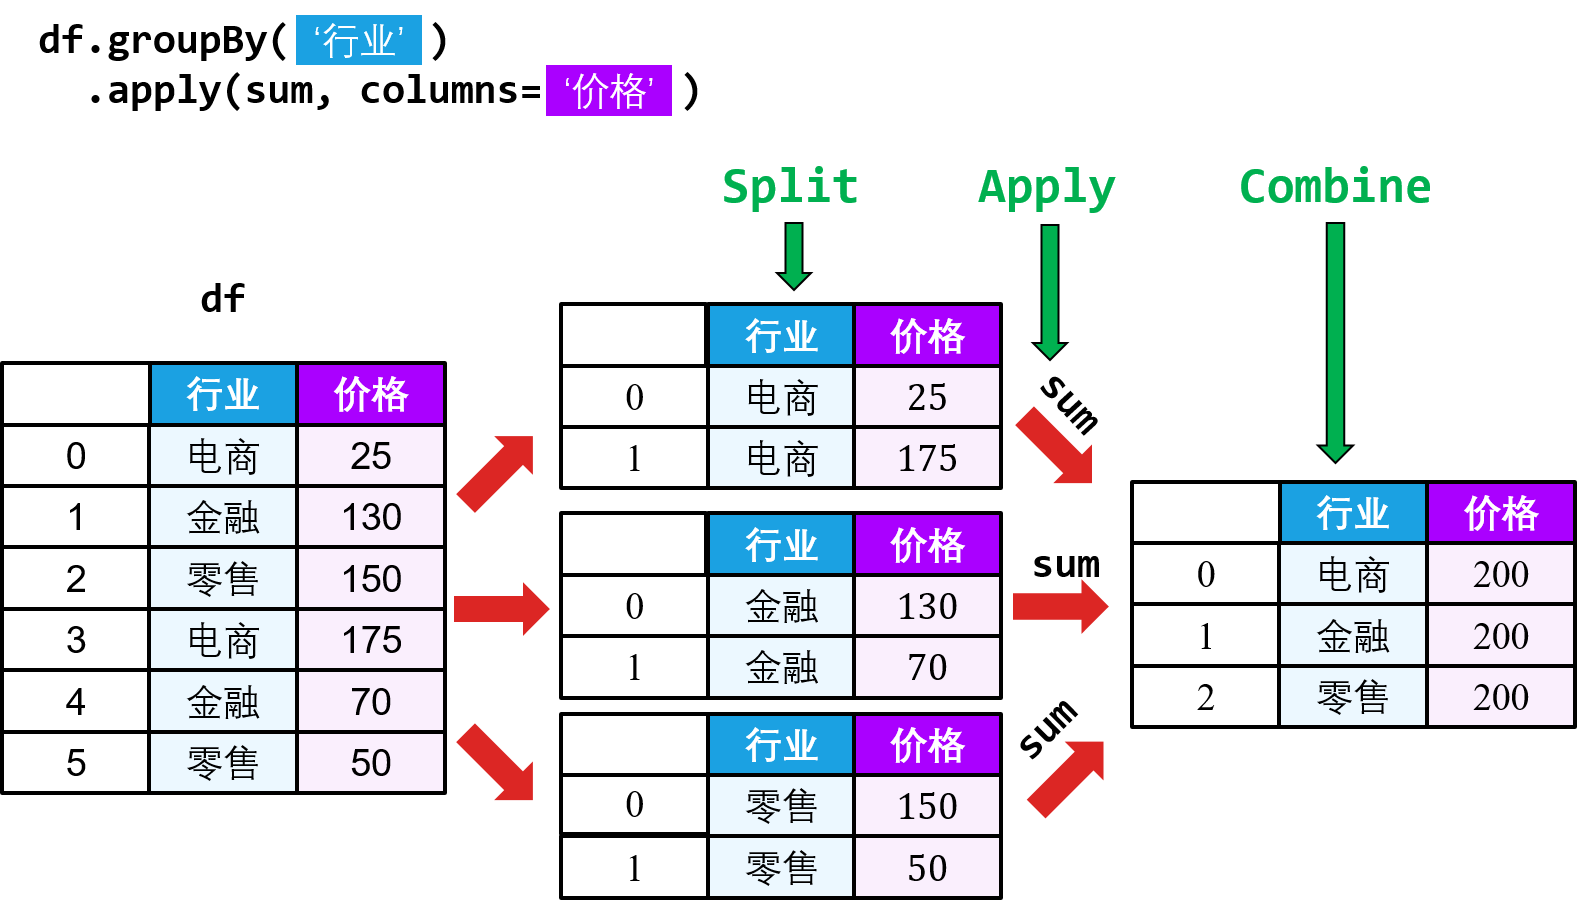 df.groupBy( ‘行业’ )
.apply(sum, columns= ‘价格’ )
Split Apply Combine
df
行业 价格
0 电商 25
1 金融 130
2 零售 150
3 电商 175
4 金融 70
5 零售 50
行业 价格
0 电商 25
1 电商 175
行业 价格
0 金融 130
1 金融 70
行业 价格
0 零售 150
1 零售 50
sum
sum
sum
行业 价格
0 电商 200
1 金融 200
2 零售 200